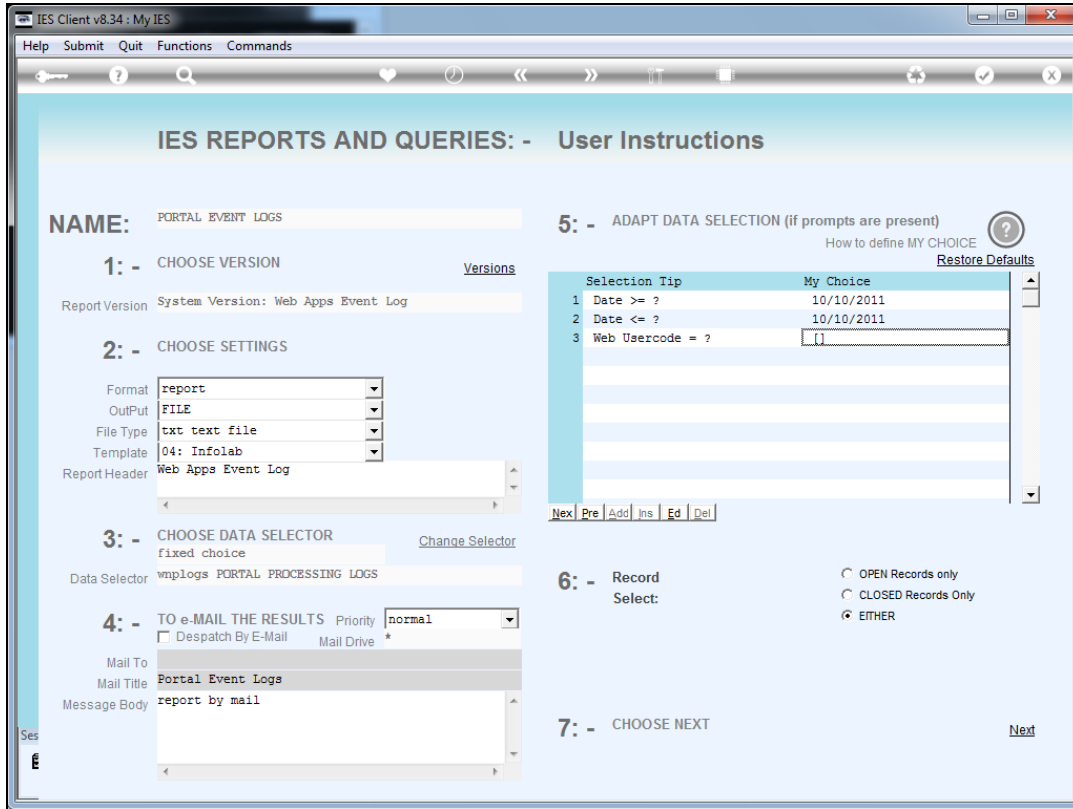 IES Client v8.34 : My IES
Help Submit Quit Functions Commands
IES REPORTS AND QUERIES: - User Instructions
NAME: PORTAL EVENT LOGS
1: - CHOOSE VERSION Versions
Report Version System Version: Web Apps Event Log
2: - CHOOSE SETTINGS
Format report
OutPut FILE
File Type txt text file
Template 04: Infolab
Report Header Web Apps Event Log
3: - CHOOSE DATA SELECTOR Change Selector
fixed choice
Data Selector wnplogs PORTAL PROCESSING LOGS
4: - TO e-MAIL THE RESULTS Priority normal
Despatch By E-Mail Mail Drive *
Mail To
Mail Title Portal Event Logs
Message Body report by mail
5: - ADAPT DATA SELECTION (if prompts are present)
How to define MY CHOICE ?
Restore Defaults
Selection Tip My Choice
1 Date >= ? 10/10/2011
2 Date <= ? 10/10/2011
3 Web Usercode = ? []
Nex Pre Add Ins Ed Del
6: - Record Select:
OPEN Records only
CLOSED Records Only
EITHER
7: - CHOOSE NEXT Next
Ses